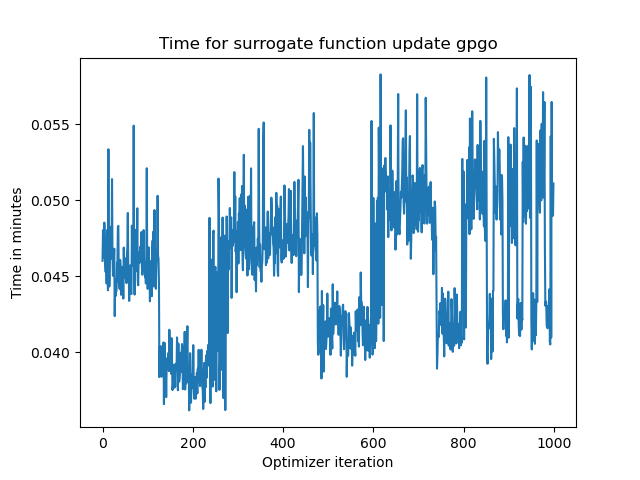 Time for surrogate function update gpgo
Time in minutes
0.055
0.050
0.045
0.040
0 200 400 600 800 1000
Optimizer iteration